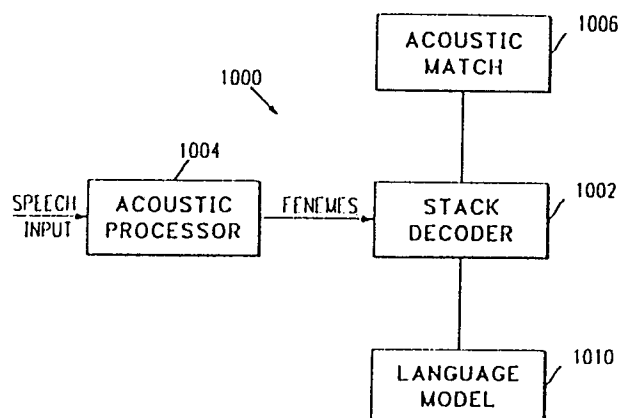 ACOUSTIC
MATCH
1006
1000
1004
SPEECH
INPUT
ACOUSTIC
PROCESSOR
FENEMES
STACK
DECODER
1002
LANGUAGE
MODEL
1010